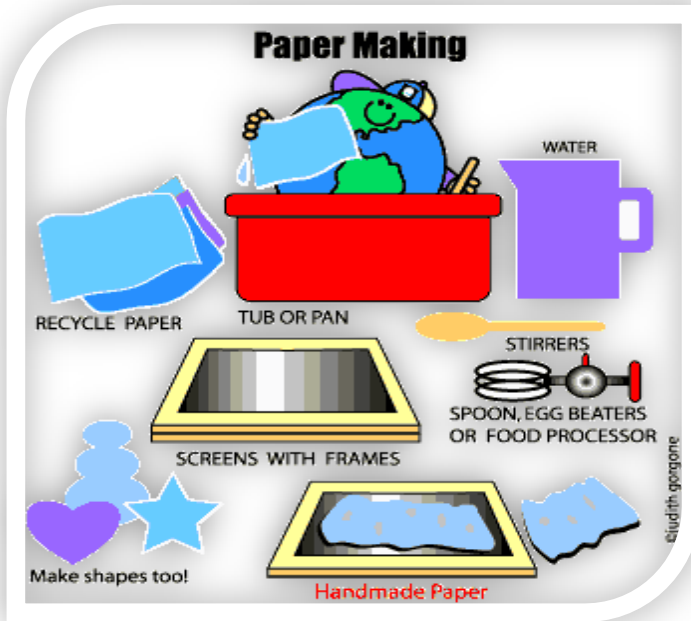 Paper Making
WATER
RECYCLE PAPER
TUB OR PAN
STIRRERS
SPOON, EGG BEATERS
OR FOOD PROCESSOR
SCREENS WITH FRAMES
Make shapes too!
Handmade Paper
©judith gorgone